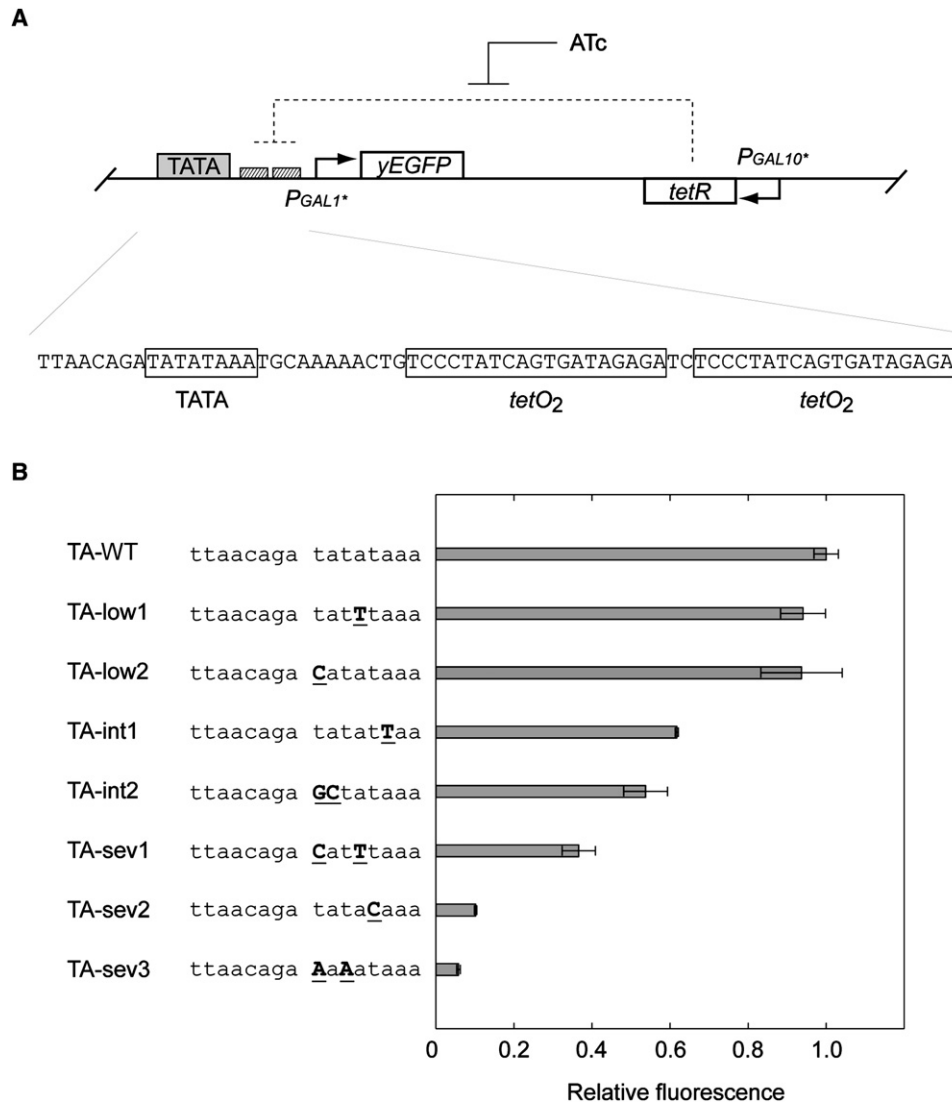 A
ATc
TATA
yEGFP
PGAL1*
PGAL10*
tetR
TTAACAGATATATAAATGCAAAAACTGTCCCTATCAGTGATAGAGATCTCCCTATCAGTGATAGAGA
TATA
tetO2
tetO2
B
TA-WT ttaacaga tatataaa
TA-low1 ttaacaga tatTtaaa
TA-low2 ttaacaga Catataaa
TA-int1 ttaacaga tatatTaa
TA-int2 ttaacaga GCtataaa
TA-sev1 ttaacaga CatTtaaa
TA-sev2 ttaacaga tataCaaa
TA-sev3 ttaacaga AaAataaa
0 0.2 0.4 0.6 0.8 1.0
Relative fluorescence